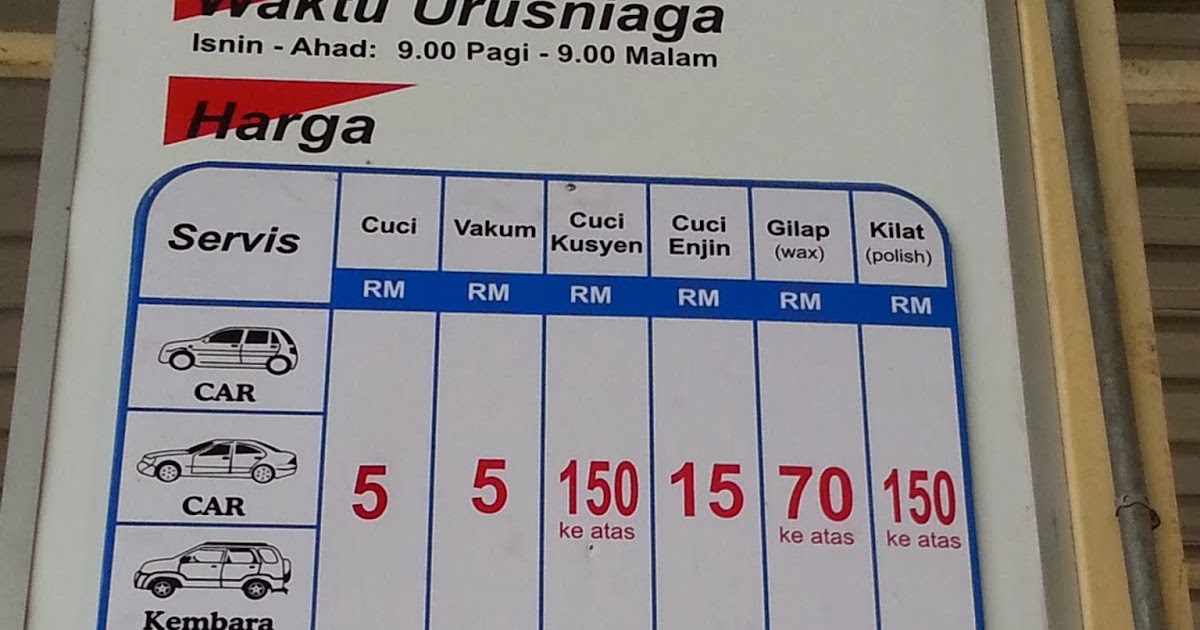 Waktu Urusniaga
Isnin - Ahad: 9.00 Pagi - 9.00 Malam
Harga
Servis
Cuci
Vakum
Cuci
Kusyen
Cuci
Enjin
Gilap
(wax)
Kilat
(polish)
RM RM RM RM RM RM
CAR
CAR
5 5 150 15 70 150
ke atas ke atas ke atas
Kembara